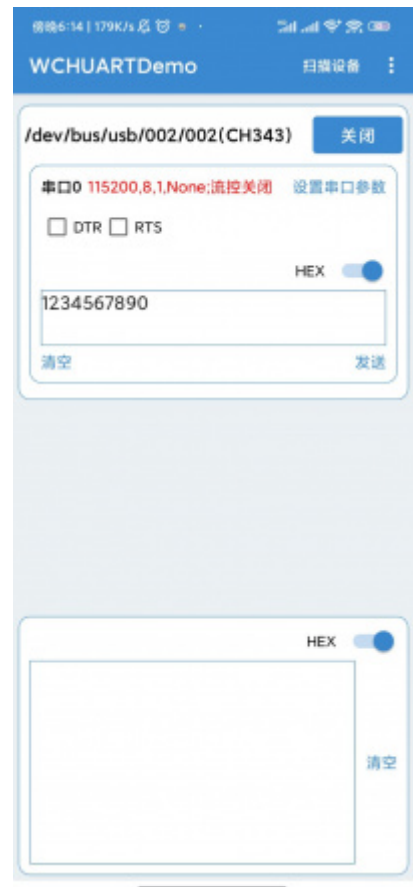 傍晚6:14 | 179K/s
WCHUARTDemo 扫描设备
/dev/bus/usb/002/002(CH343) 关闭
串口0 115200,8,1,None;流控关闭 设置串口参数
DTR RTS
HEX
1234567890
清空 发送
HEX
清空